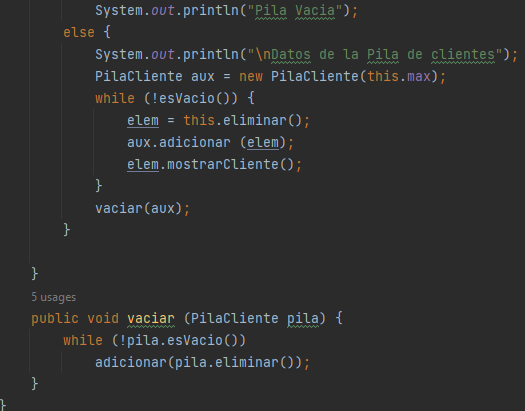 System.out.println("Pila Vacia");
else {
System.out.println("\nDatos de la Pila de clientes");
PilaCliente aux = new PilaCliente(this.max);
while (!esVacio()) {
elem = this.eliminar();
aux.adicionar (elem);
elem.mostrarCliente();
}
vaciar(aux);
}
}
5 usages
public void vaciar (PilaCliente pila) {
while (!pila.esVacio())
adicionar(pila.eliminar());
}
}